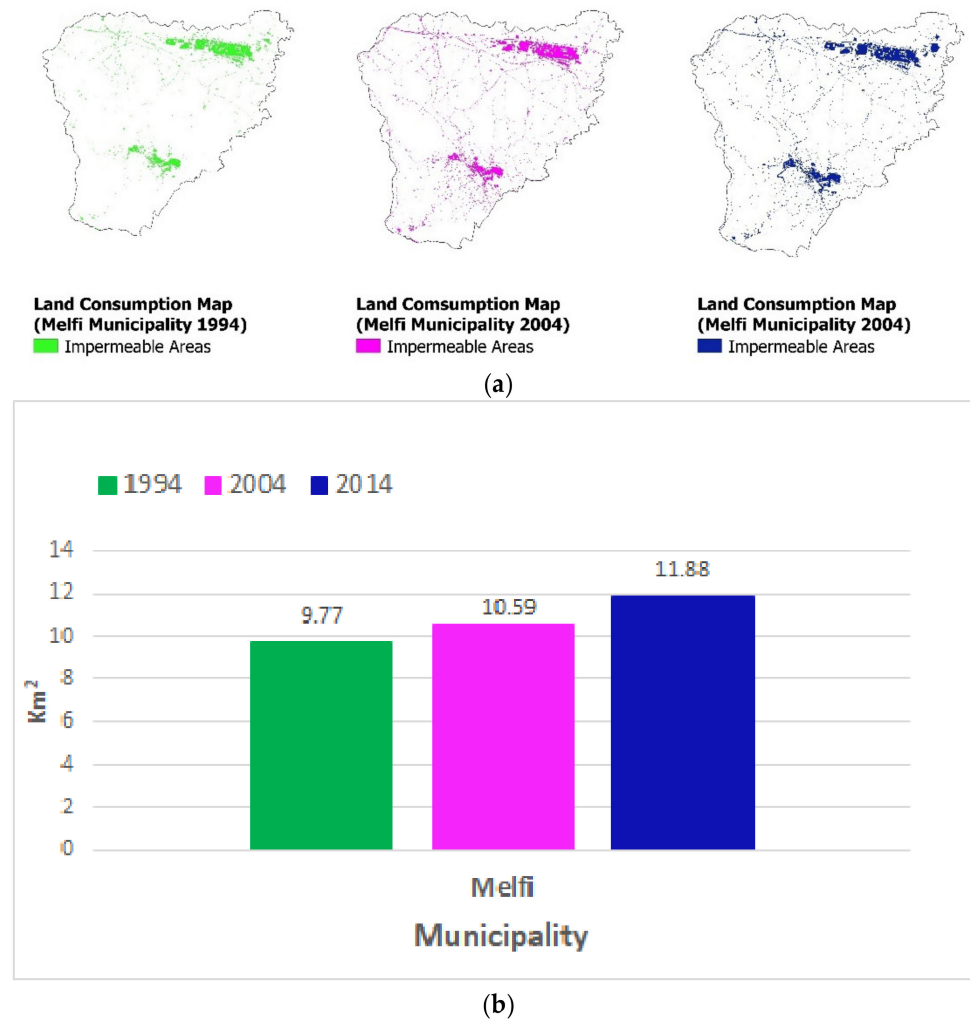 Land Consumption Map
(Melfi Municipality 1994)
Impermeable Areas
Land Comsumption Map
(Melfi Municipality 2004)
Impermeable Areas
Land Consumption Map
(Melfi Municipality 2004)
Impermeable Areas
(a)
1994 2004 2014
14
12
10
8
6
4
2
0
Km²
9.77
10.59
11.88
Melfi
Municipality
(b)